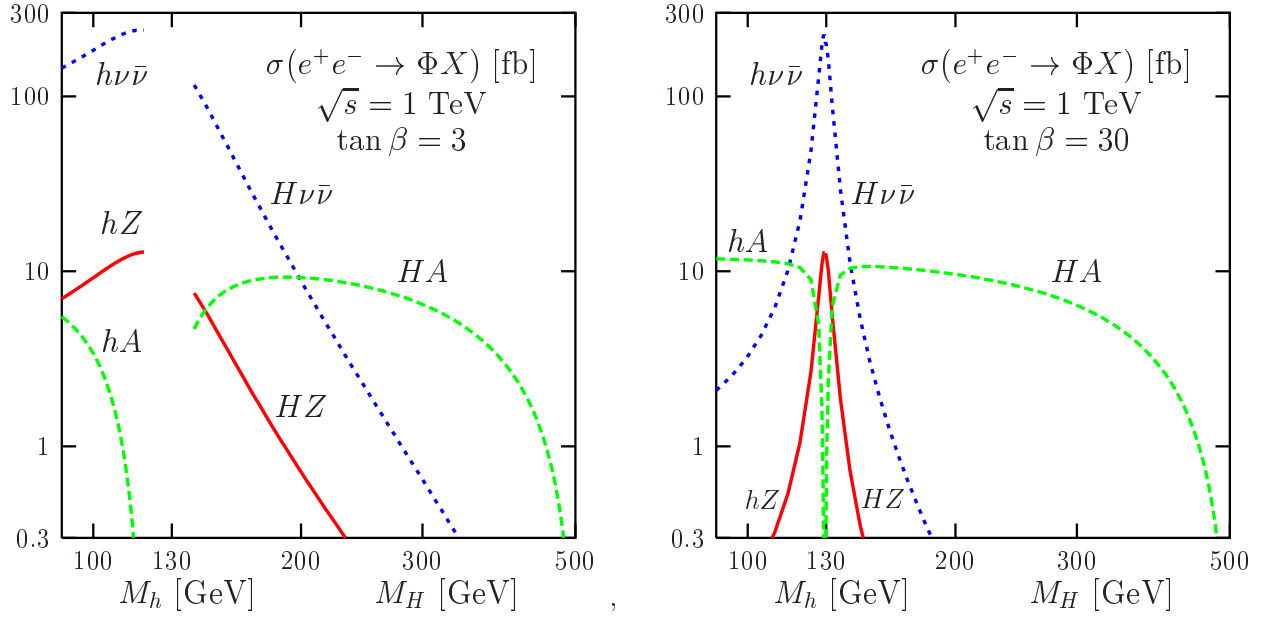 300
100
10
1
0.3
100
130
200
300
500
M_h [GeV]
M_H [GeV]
σ(e⁺e⁻ → ΦX) [fb]
√s = 1 TeV
tan β = 3
hνν̄
hZ
hA
Hνν̄
HA
HZ
,
300
100
10
1
0.3
100
130
200
300
500
M_h [GeV]
M_H [GeV]
σ(e⁺e⁻ → ΦX) [fb]
√s = 1 TeV
tan β = 30
hνν̄
Hνν̄
hA
HA
hZ
HZ